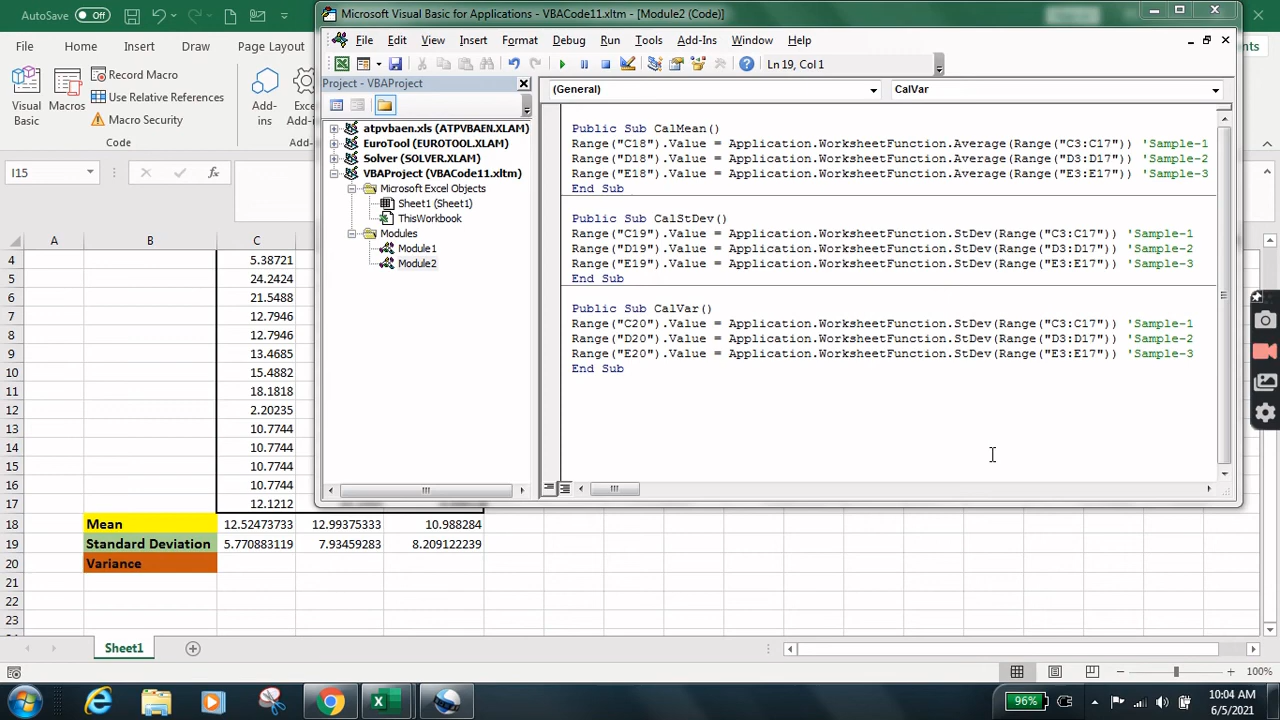 AutoSave Off
Microsoft Visual Basic for Applications - VBACode11.xltm - [Module2 (Code)]
File Home Insert Draw Page Layout
File Edit View Insert Format Debug Run Tools Add-Ins Window Help
Ln 19, Col 1
Visual Basic
Macros
Record Macro
Use Relative References
Macro Security
Code
Add-ins
Exce
Add-i
Project - VBAProject
(General)
CalVar
I15
fx
atpvbaen.xls (ATPVBAEN.XLAM)
EuroTool (EUROTOOL.XLAM)
Solver (SOLVER.XLAM)
VBAProject (VBACode11.xltm)
Microsoft Excel Objects
Sheet1 (Sheet1)
ThisWorkbook
Modules
Module1
Module2
Public Sub CalMean()
Range("C18").Value = Application.WorksheetFunction.Average(Range("C3:C17")) 'Sample-1
Range("D18").Value = Application.WorksheetFunction.Average(Range("D3:D17")) 'Sample-2
Range("E18").Value = Application.WorksheetFunction.Average(Range("E3:E17")) 'Sample-3
End Sub
Public Sub CalStDev()
Range("C19").Value = Application.WorksheetFunction.StDev(Range("C3:C17")) 'Sample-1
Range("D19").Value = Application.WorksheetFunction.StDev(Range("D3:D17")) 'Sample-2
Range("E19").Value = Application.WorksheetFunction.StDev(Range("E3:E17")) 'Sample-3
End Sub
Public Sub CalVar()
Range("C20").Value = Application.WorksheetFunction.StDev(Range("C3:C17")) 'Sample-1
Range("D20").Value = Application.WorksheetFunction.StDev(Range("D3:D17")) 'Sample-2
Range("E20").Value = Application.WorksheetFunction.StDev(Range("E3:E17")) 'Sample-3
End Sub
A B C
4 5.38721
5 24.2424
6 21.5488
7 12.7946
8 12.7946
9 13.4685
10 15.4882
11 18.1818
12 2.20235
13 10.7744
14 10.7744
15 10.7744
16 10.7744
17 12.1212
18 Mean 12.52473733 12.99375333 10.988284
19 Standard Deviation 5.770883119 7.93459283 8.209122239
20 Variance
21
22
23
Sheet1
100%
96%
10:04 AM
6/5/2021